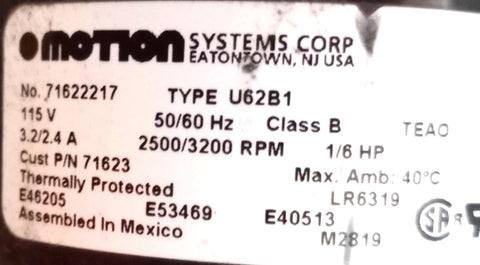 MOTION SYSTEMS CORP
EATONTOWN, NJ USA
No. 71622217 TYPE U62B1
115 V 50/60 Hz Class B TEAO
3.2/2.4 A 2500/3200 RPM 1/6 HP
Cust P/N 71623 Max. Amb: 40°C
Thermally Protected LR6319
E46205 E53469 E40513 SA
Assembled in Mexico M2819